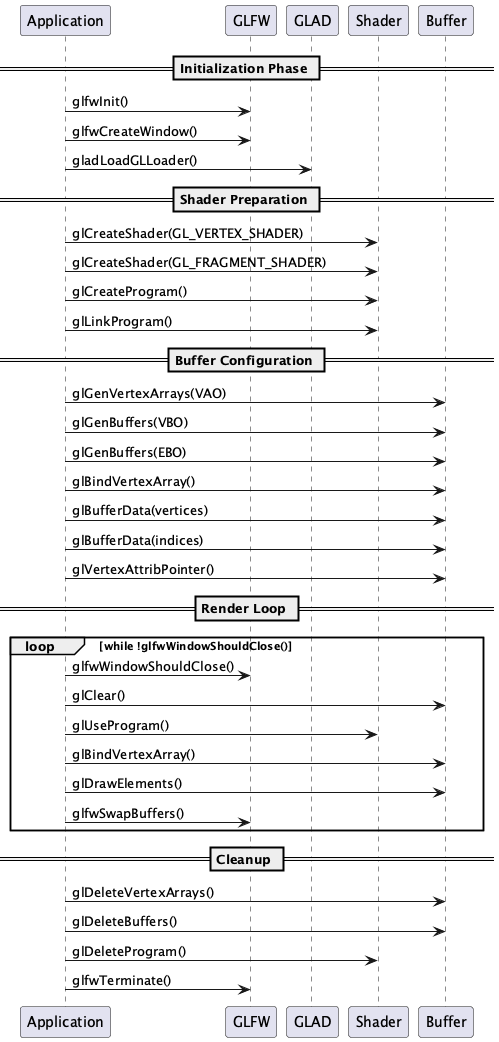 Application GLFW GLAD Shader Buffer
Initialization Phase
glfwInit()
glfwCreateWindow()
gladLoadGLLoader()
Shader Preparation
glCreateShader(GL_VERTEX_SHADER)
glCreateShader(GL_FRAGMENT_SHADER)
glCreateProgram()
glLinkProgram()
Buffer Configuration
glGenVertexArrays(VAO)
glGenBuffers(VBO)
glGenBuffers(EBO)
glBindVertexArray()
glBufferData(vertices)
glBufferData(indices)
glVertexAttribPointer()
Render Loop
loop [while !glfwWindowShouldClose()]
glfwWindowShouldClose()
glClear()
glUseProgram()
glBindVertexArray()
glDrawElements()
glfwSwapBuffers()
Cleanup
glDeleteVertexArrays()
glDeleteBuffers()
glDeleteProgram()
glfwTerminate()
Application GLFW GLAD Shader Buffer